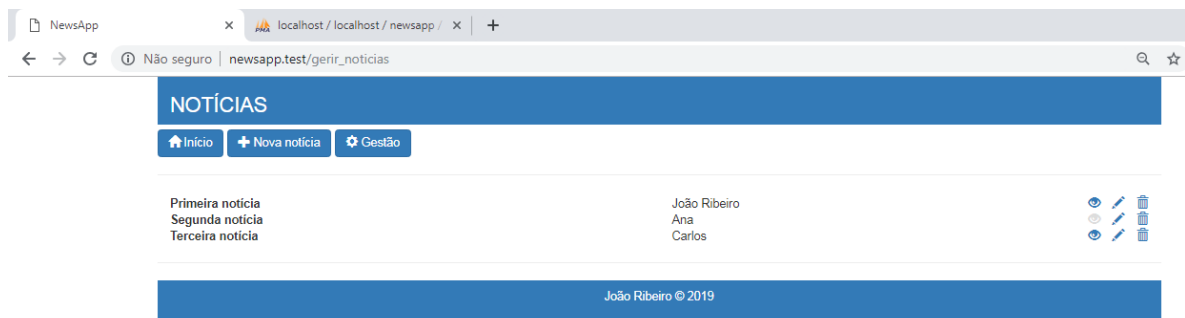 NewsApp
localhost / localhost / newsapp /
Não seguro | newsapp.test/gerir_noticias
NOTÍCIAS
Início Nova notícia Gestão
Primeira notícia João Ribeiro
Segunda notícia Ana
Terceira notícia Carlos
João Ribeiro © 2019